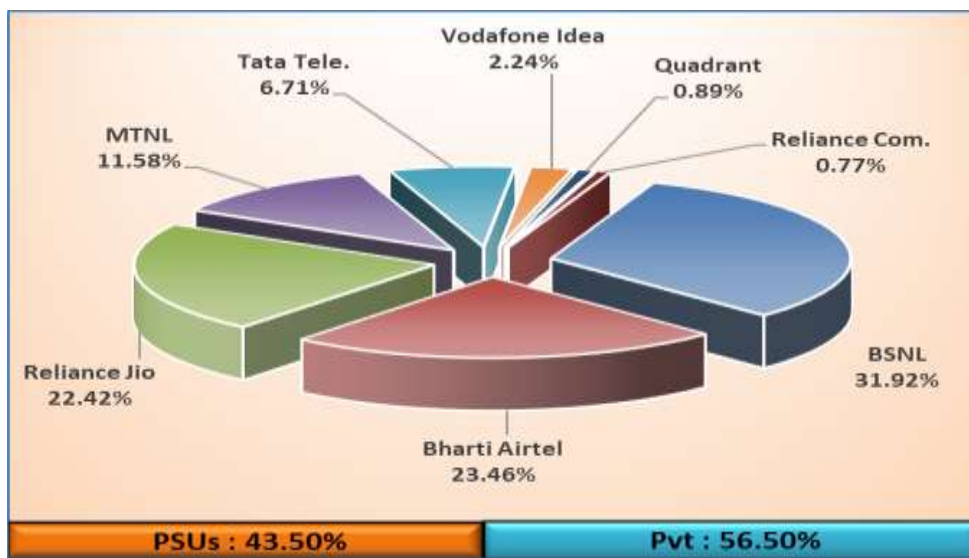 Vodafone Idea
2.24%
Tata Tele.
6.71%
Quadrant
0.89%
MTNL
11.58%
Reliance Com.
0.77%
Reliance Jio
22.42%
BSNL
31.92%
Bharti Airtel
23.46%
PSUs : 43.50%
Pvt : 56.50%